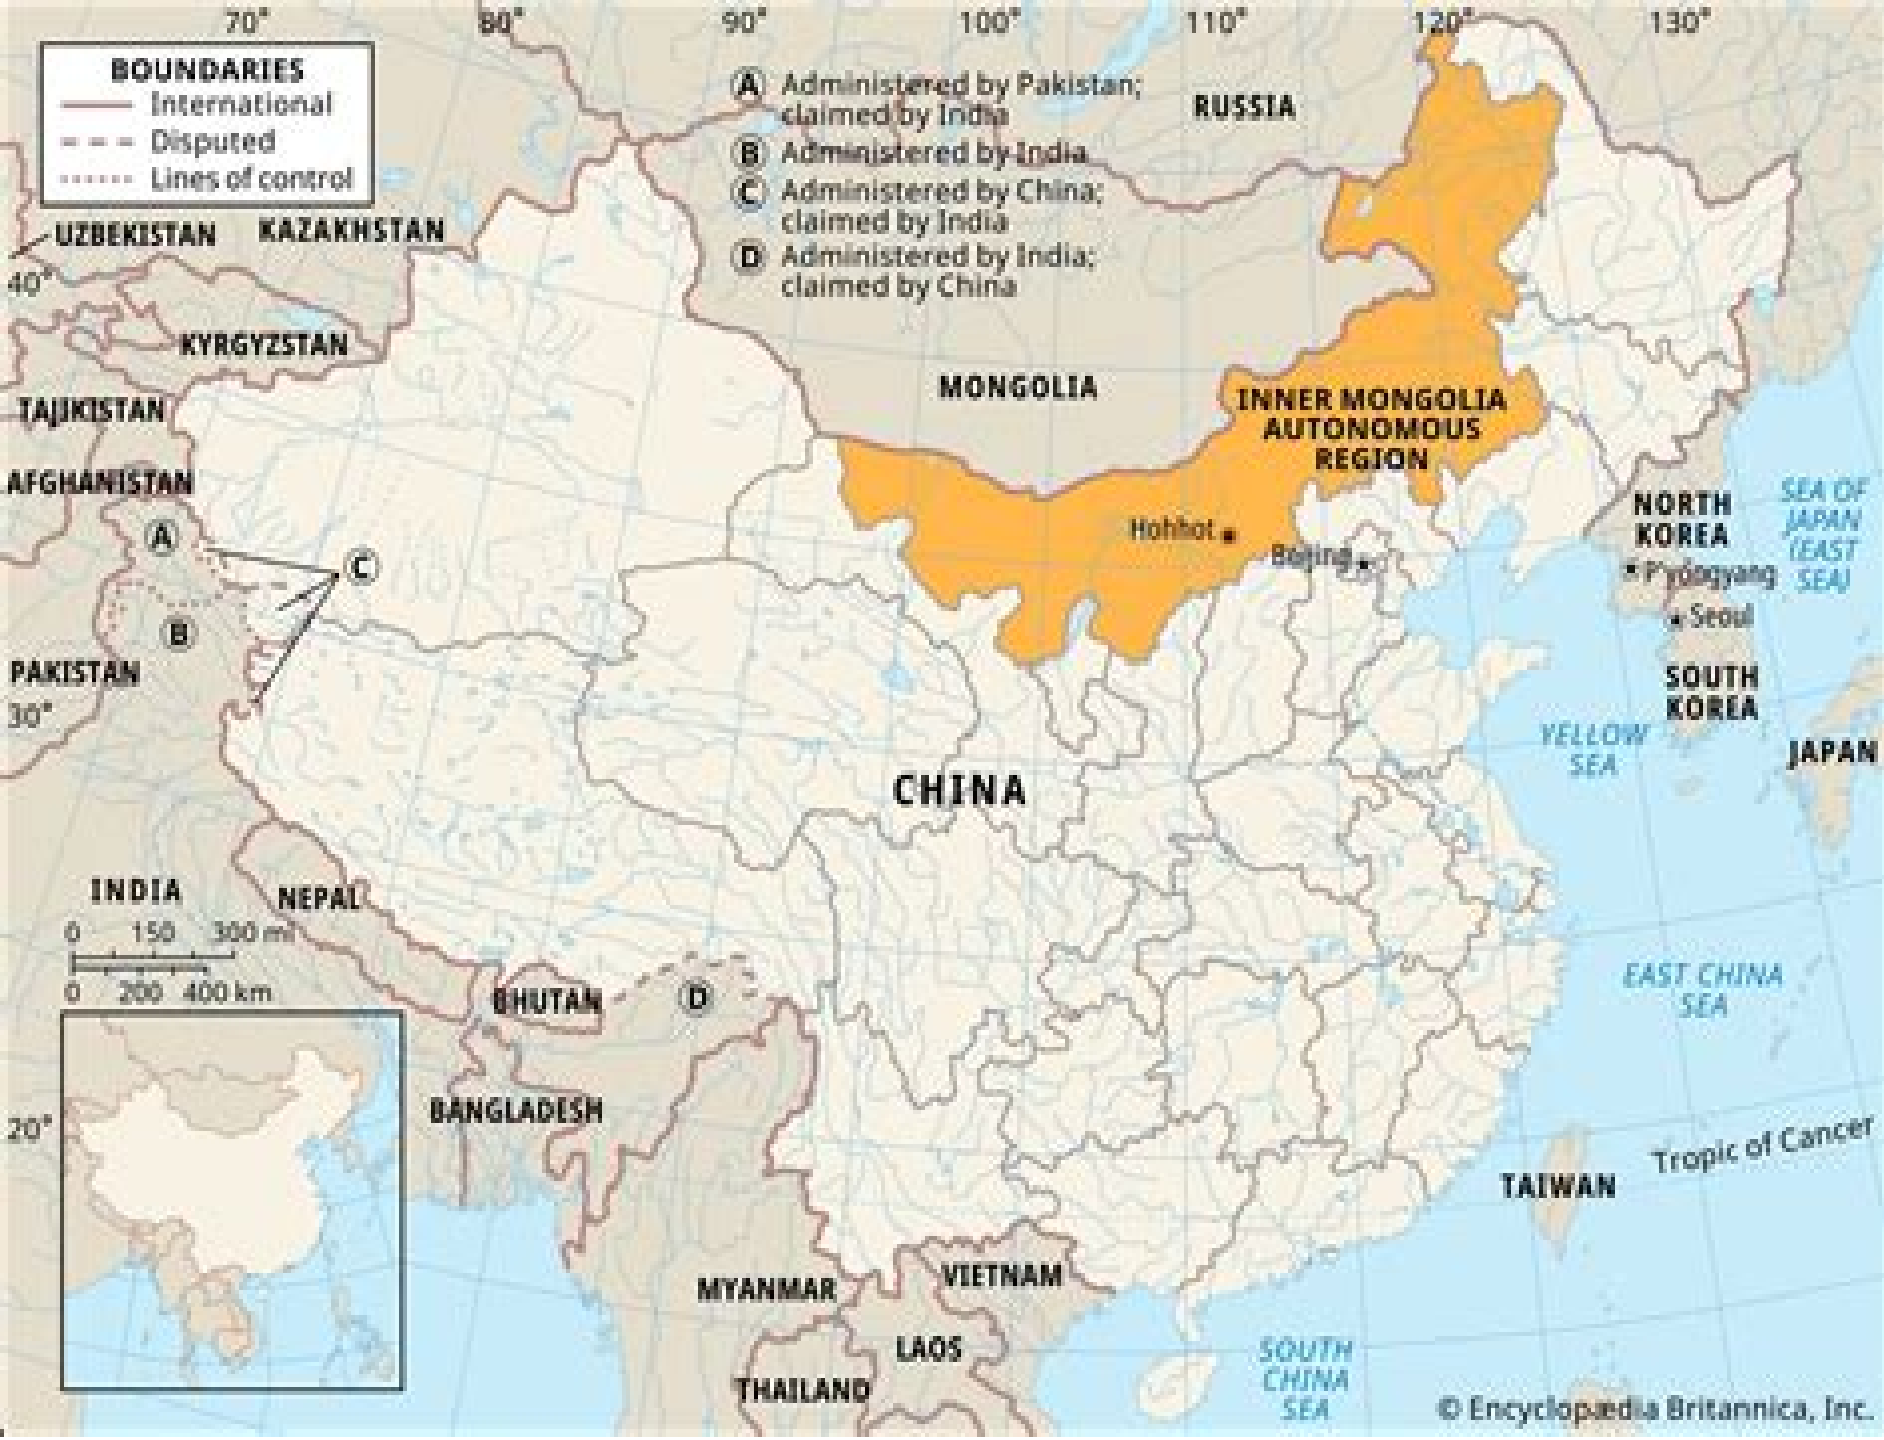 70° 80° 90° 100° 110° 120° 130°
BOUNDARIES
International
Disputed
Lines of control
A Administered by Pakistan;
claimed by India
B Administered by India
C Administered by China;
claimed by India
D Administered by India;
claimed by China
RUSSIA
UZBEKISTAN
KAZAKHSTAN
40°
KYRGYZSTAN
TAJIKISTAN
MONGOLIA
INNER MONGOLIA
AUTONOMOUS
REGION
AFGHANISTAN
A
C
B
Hohhot
Beijing
NORTH
KOREA
P'yŏngyang
Seoul
SEA OF
JAPAN
(EAST
SEA)
PAKISTAN
30°
SOUTH
KOREA
YELLOW
SEA
JAPAN
CHINA
INDIA
NEPAL
0 150 300 mi
0 200 400 km
BHUTAN
D
EAST CHINA
SEA
BANGLADESH
20°
Tropic of Cancer
TAIWAN
MYANMAR
VIETNAM
LAOS
THAILAND
SOUTH
CHINA
SEA
© Encyclopædia Britannica, Inc.